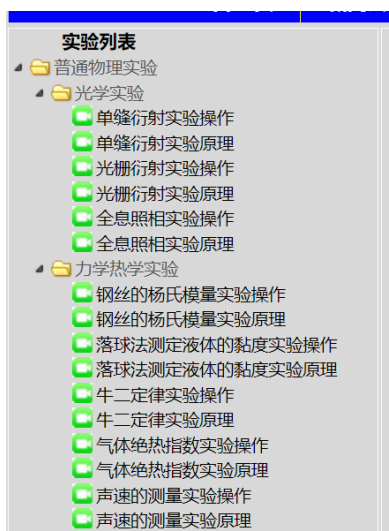 实验列表
普通物理实验
光学实验
单缝衍射实验操作
单缝衍射实验原理
光栅衍射实验操作
光栅衍射实验原理
全息照相实验操作
全息照相实验原理
力学热学实验
钢丝的杨氏模量实验操作
钢丝的杨氏模量实验原理
落球法测定液体的黏度实验操作
落球法测定液体的黏度实验原理
牛二定律实验操作
牛二定律实验原理
气体绝热指数实验操作
气体绝热指数实验原理
声速的测量实验操作
声速的测量实验原理